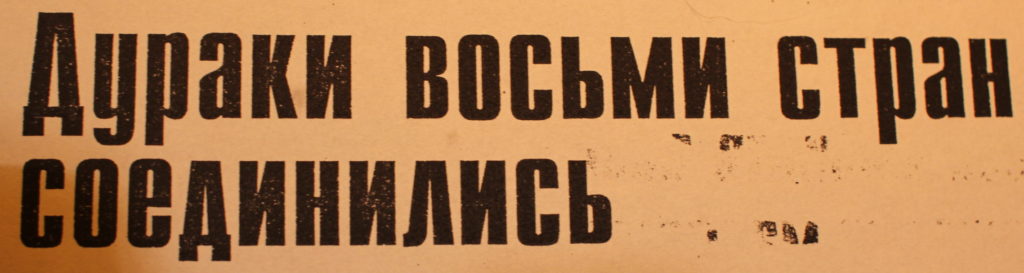 Дураки восьми стран
соединились